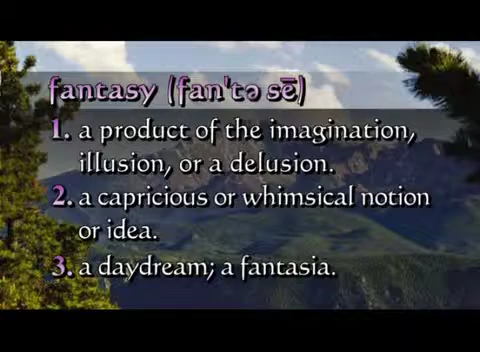 fantasy (fan'tə sē)
1. a product of the imagination,
illusion, or a delusion.
2. a capricious or whimsical notion
or idea.
3. a daydream; a fantasia.